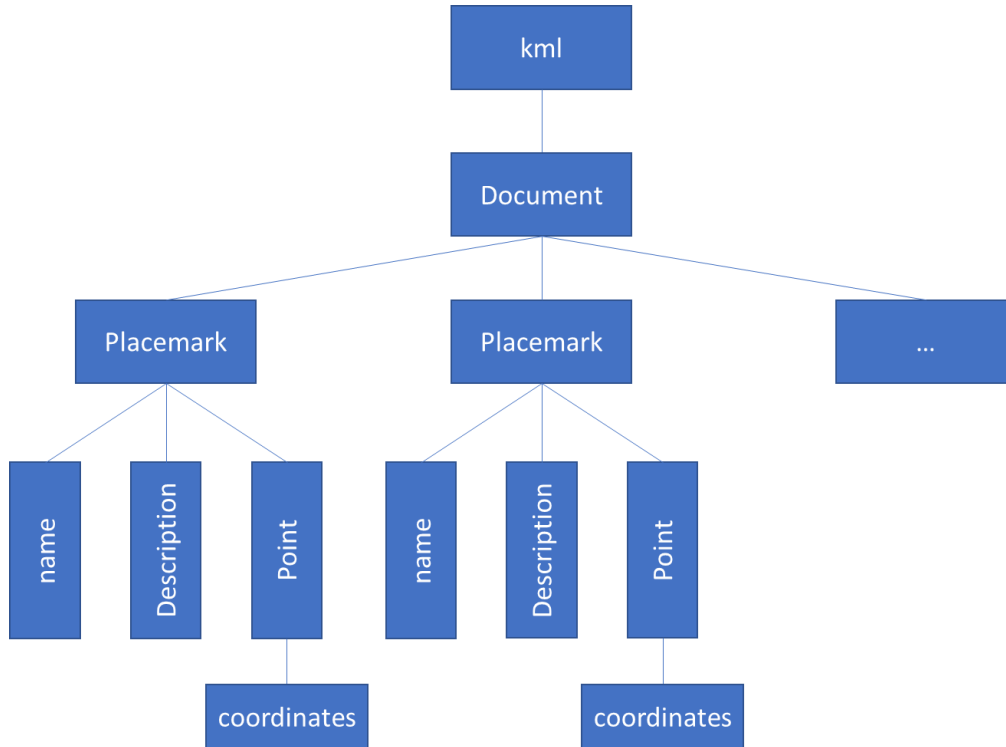 kml
Document
Placemark
Placemark
...
name
Description
Point
name
Description
Point
coordinates
coordinates